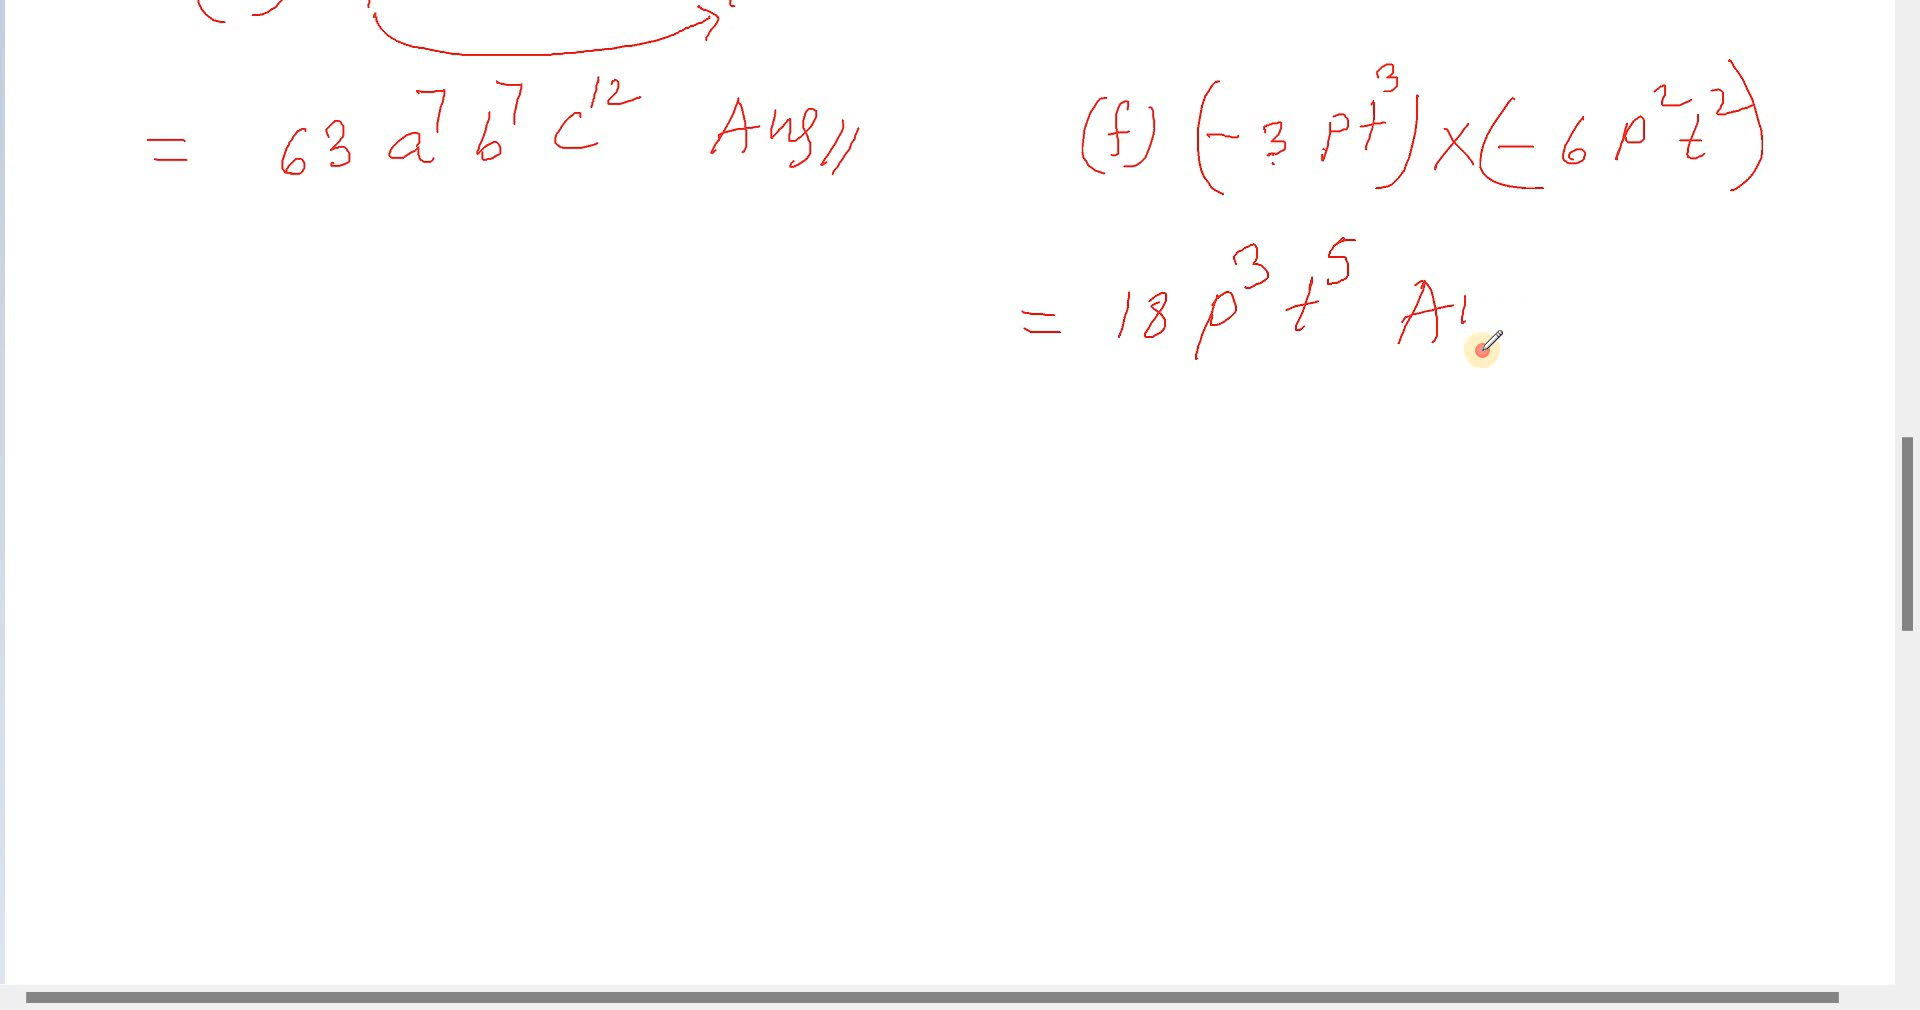 = 63 a⁷ b⁷ c¹² Ans//
(f) (-3 pt³) × (-6 p² t²)
= 18 p³ t⁵ A